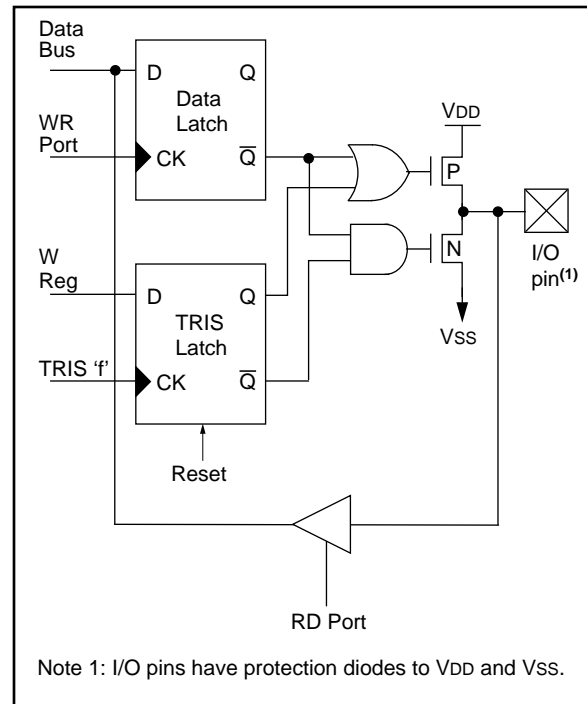 Data
Bus
D
Q
Data
Latch
WR
Port
CK
Q
VDD
P
N
I/O
pin(1)
VSS
W
Reg
D
Q
TRIS
Latch
TRIS ‘f’
CK
Q
Reset
RD Port
Note 1: I/O pins have protection diodes to VDD and VSS.